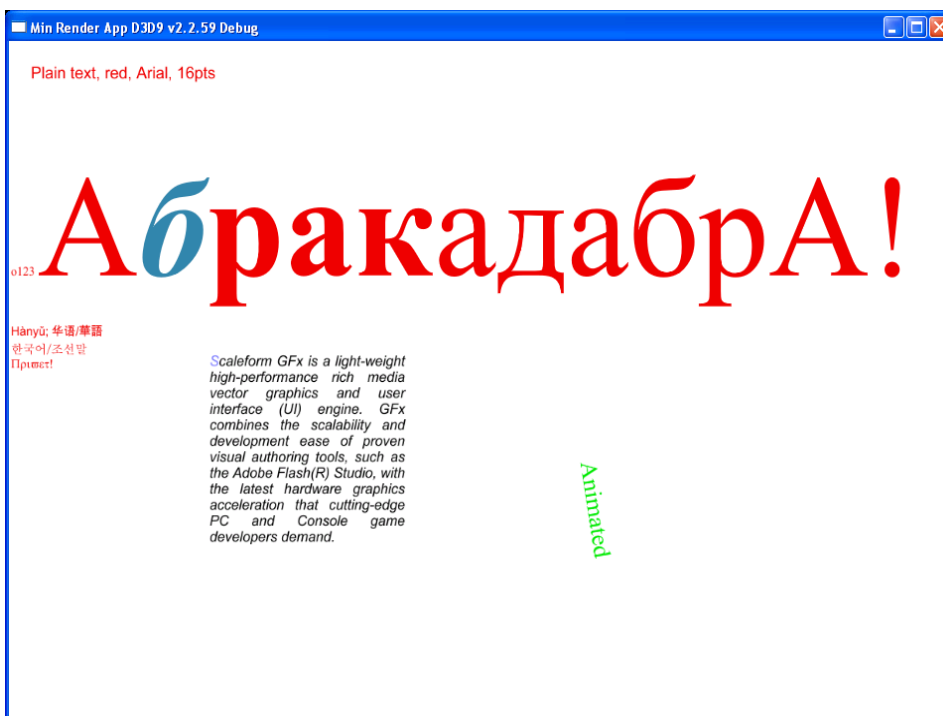 Min Render App D3D9 v2.2.59 Debug
Plain text, red, Arial, 16pts
o123 АбракадабрА!
Hànyǔ; 华语/華語
한국어/조선말
Πριπετ!
Scaleform GFx is a light-weight
high-performance rich media
vector graphics and user
interface (UI) engine. GFx
combines the scalability and
development ease of proven
visual authoring tools, such as
the Adobe Flash(R) Studio, with
the latest hardware graphics
acceleration that cutting-edge
PC and Console game
developers demand.
Animated